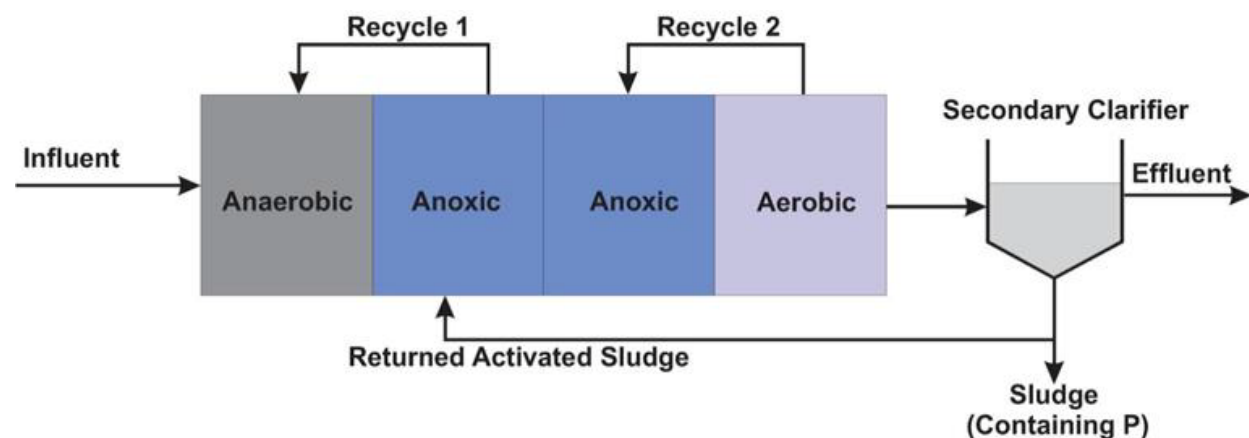 Recycle 1
Recycle 2
Secondary Clarifier
Influent
Effluent
Anaerobic
Anoxic
Anoxic
Aerobic
Returned Activated Sludge
Sludge
(Containing P)